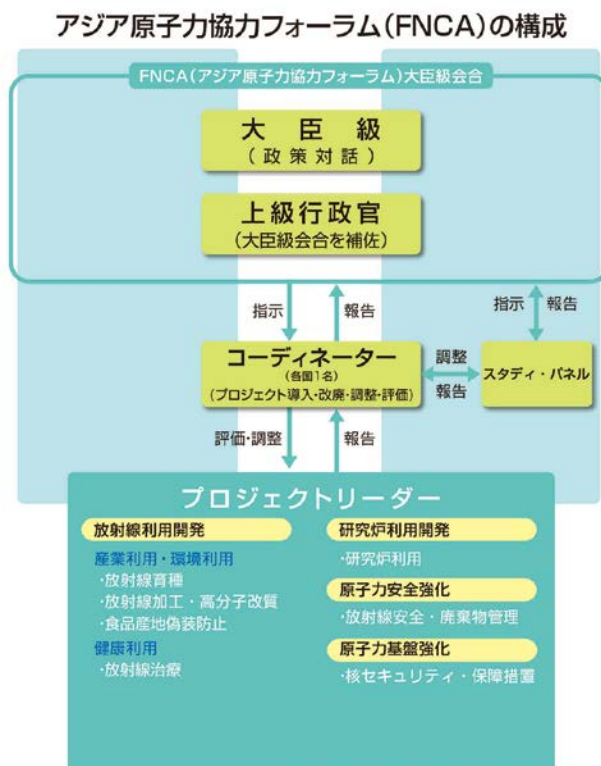 アジア原子力協力フォーラム(FNCA)の構成
FNCA(アジア原子力協力フォーラム)大臣級会合
大臣級
(政策対話)
上級行政官
(大臣級会合を補佐)
指示
報告
指示
報告
コーディネーター
(各国1名)
(プロジェクト導入・改廃・調整・評価)
調整
報告
スタディ・パネル
評価・調整
報告
プロジェクトリーダー
放射線利用開発
産業利用・環境利用
・放射線育種
・放射線加工・高分子改質
・食品産地偽装防止
健康利用
・放射線治療
研究炉利用開発
・研究炉利用
原子力安全強化
・放射線安全・廃棄物管理
原子力基盤強化
・核セキュリティ・保障措置